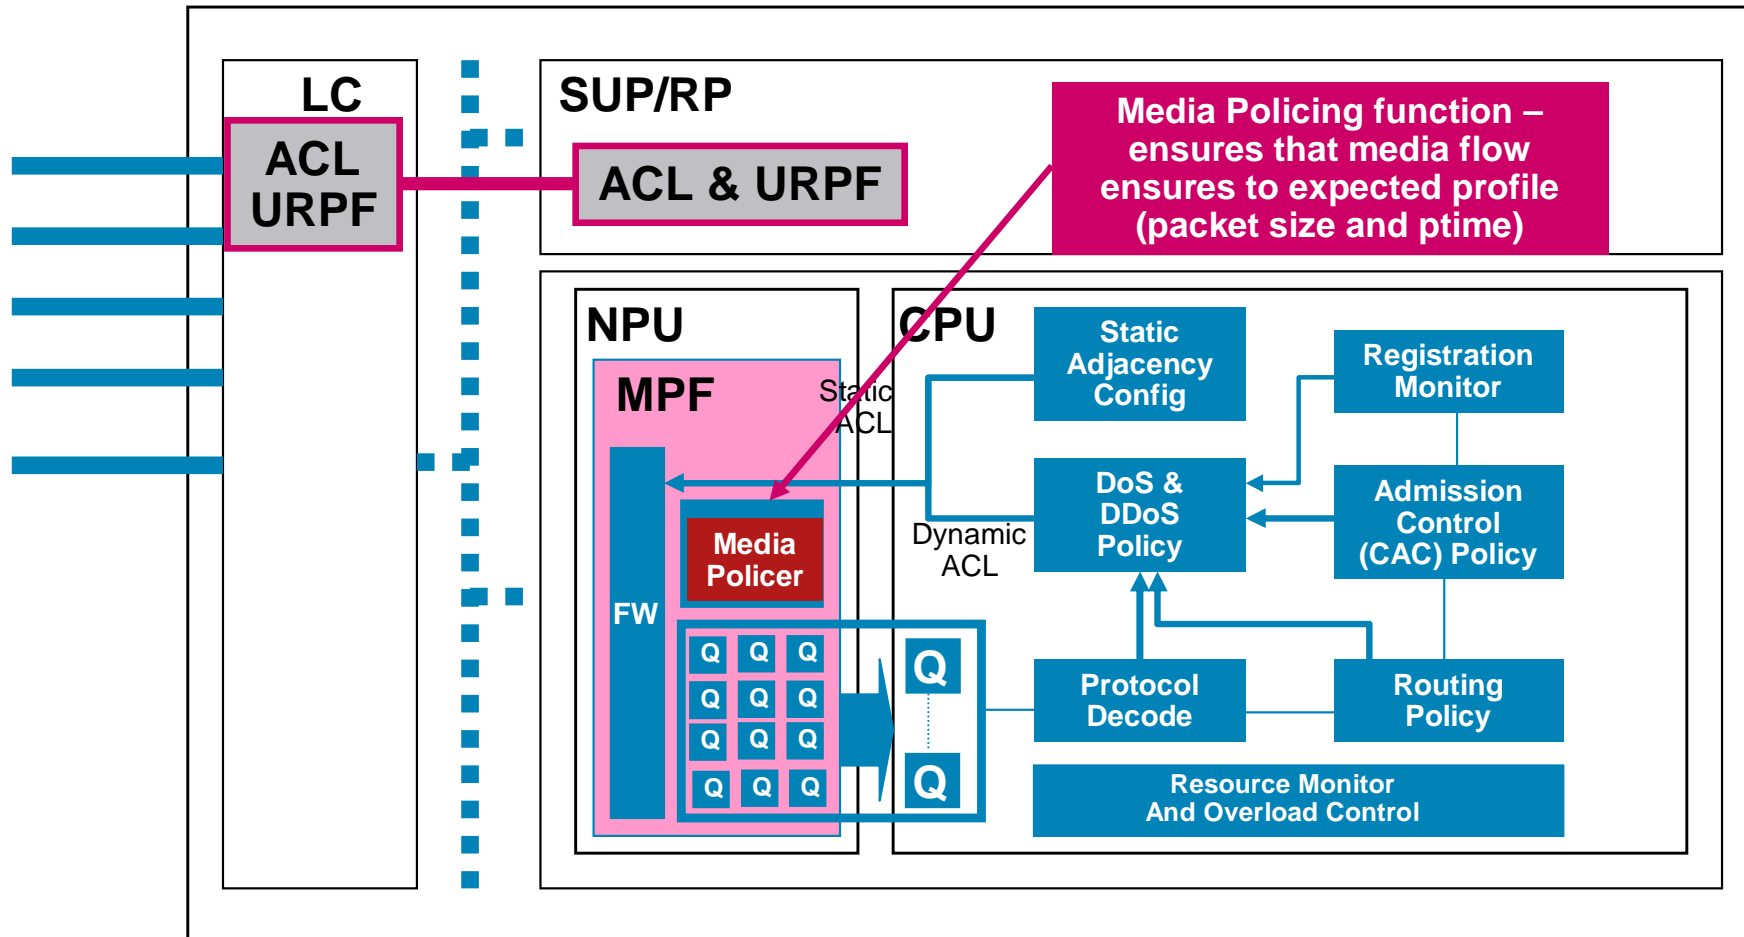 LC
ACL
URPF
SUP/RP
ACL & URPF
Media Policing function –
ensures that media flow
ensures to expected profile
(packet size and ptime)
NPU
MPF
FW
Media
Policer
Q Q Q
Q Q Q
Q Q Q
Q Q Q
Static
ACL
Dynamic
ACL
CPU
Q
Q
Static
Adjacency
Config
Registration
Monitor
DoS &
DDoS
Policy
Admission
Control
(CAC) Policy
Protocol
Decode
Routing
Policy
Resource Monitor
And Overload Control